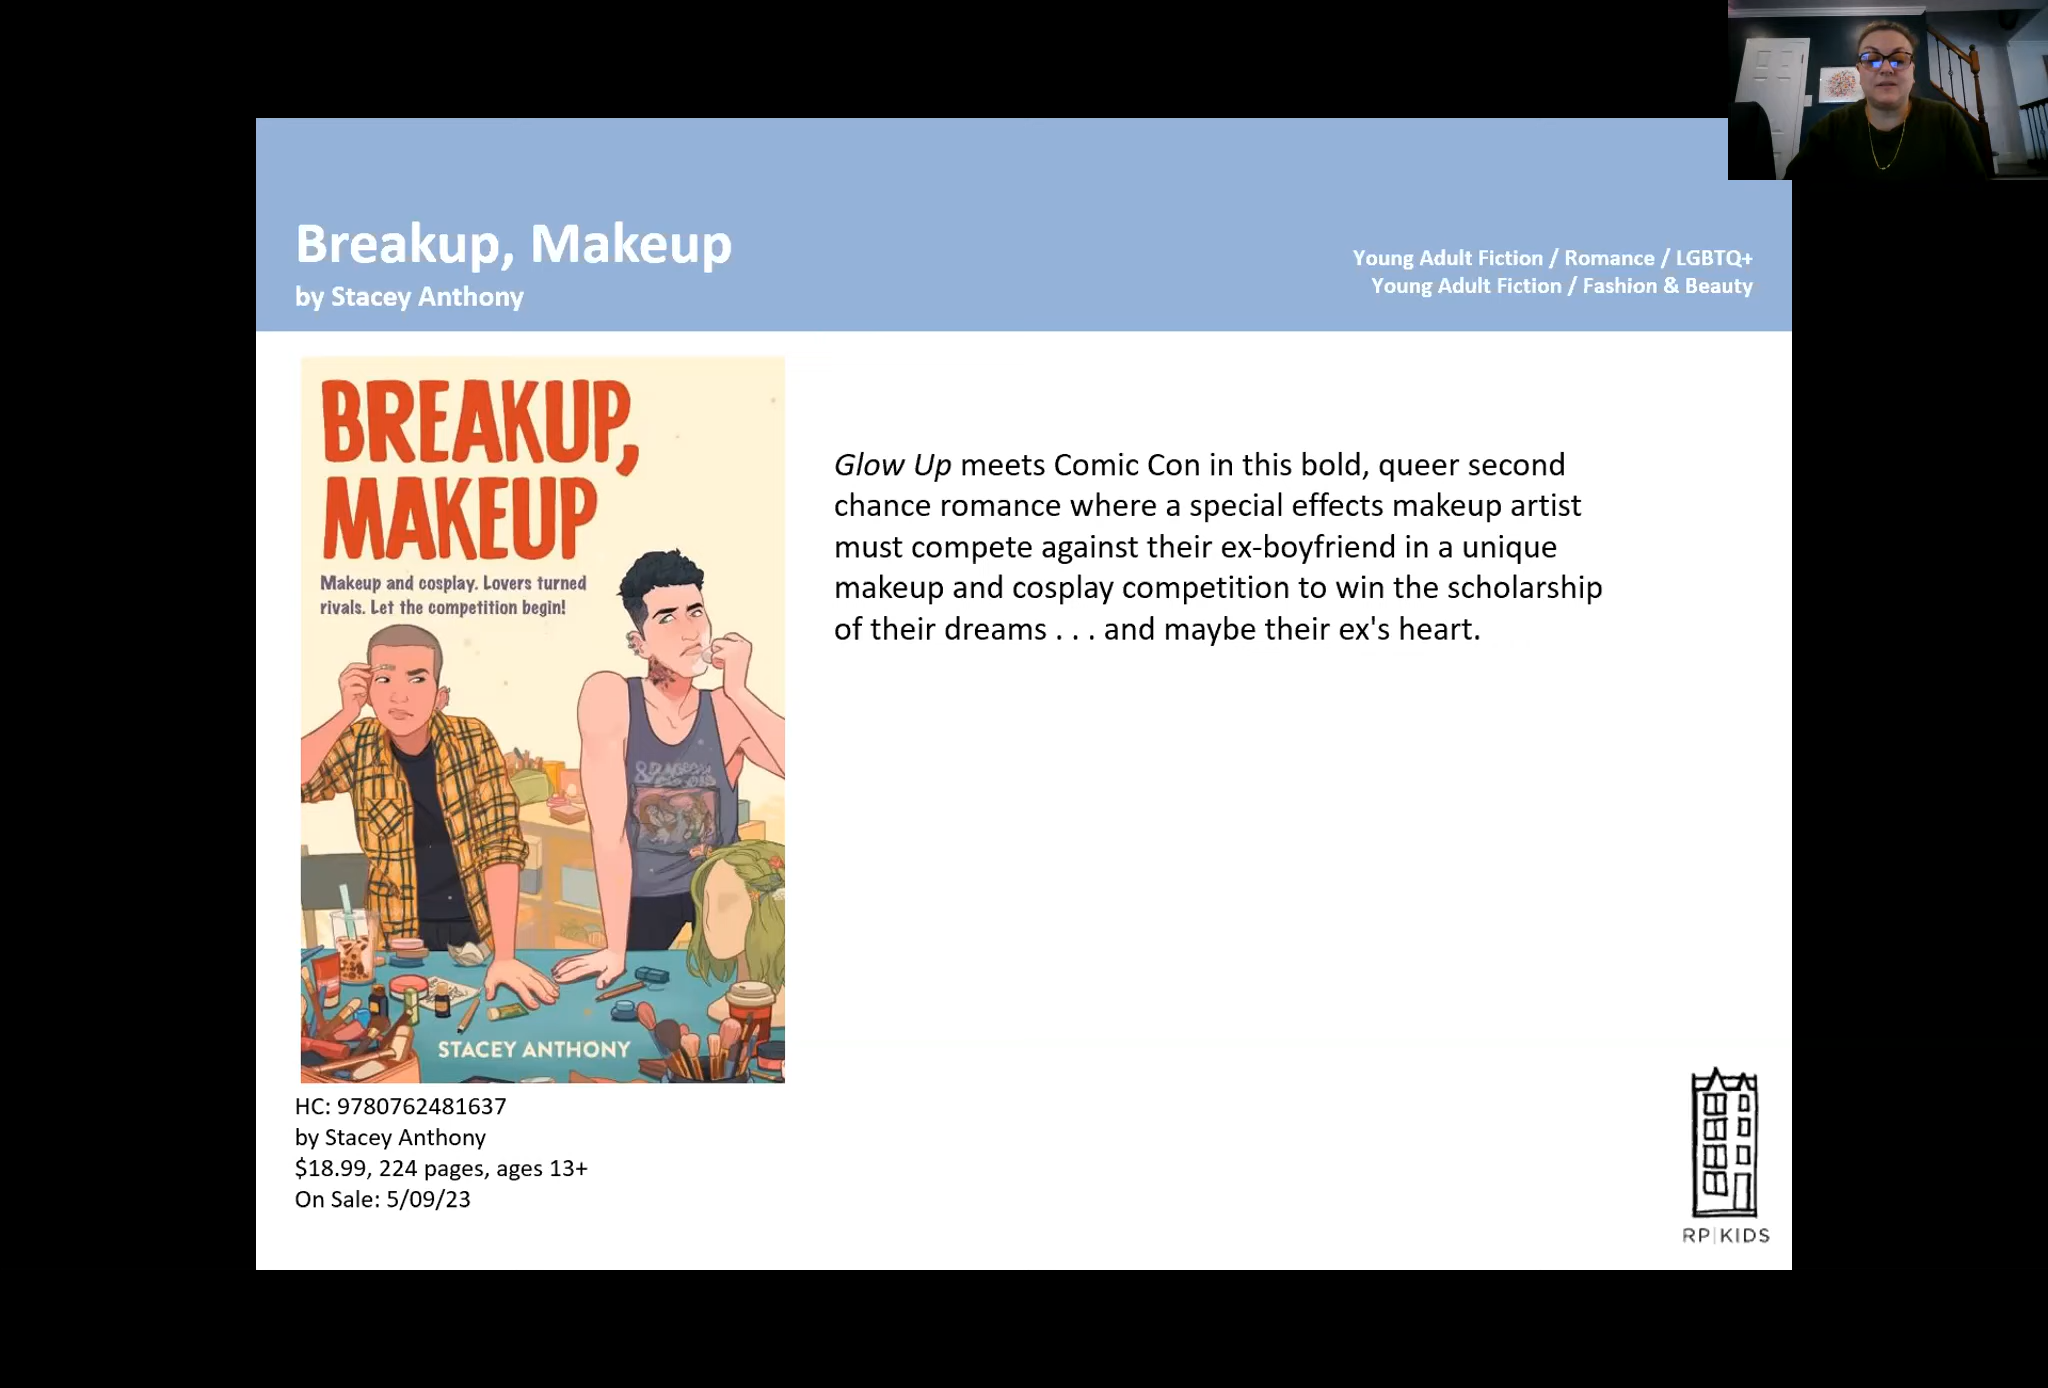 Breakup, Makeup
by Stacey Anthony
Young Adult Fiction / Romance / LGBTQ+
Young Adult Fiction / Fashion & Beauty
BREAKUP,
MAKEUP
Makeup and cosplay. Lovers turned
rivals. Let the competition begin!
STACEY ANTHONY
Glow Up meets Comic Con in this bold, queer second
chance romance where a special effects makeup artist
must compete against their ex-boyfriend in a unique
makeup and cosplay competition to win the scholarship
of their dreams . . . and maybe their ex's heart.
HC: 9780762481637
by Stacey Anthony
$18.99, 224 pages, ages 13+
On Sale: 5/09/23
RP|KIDS